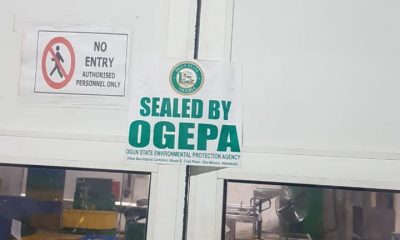 NO
ENTRY
AUTHORISED
PERSONNEL ONLY
SEALED BY
OGEPA
OGUN STATE ENVIRONMENTAL PROTECTION AGENCY